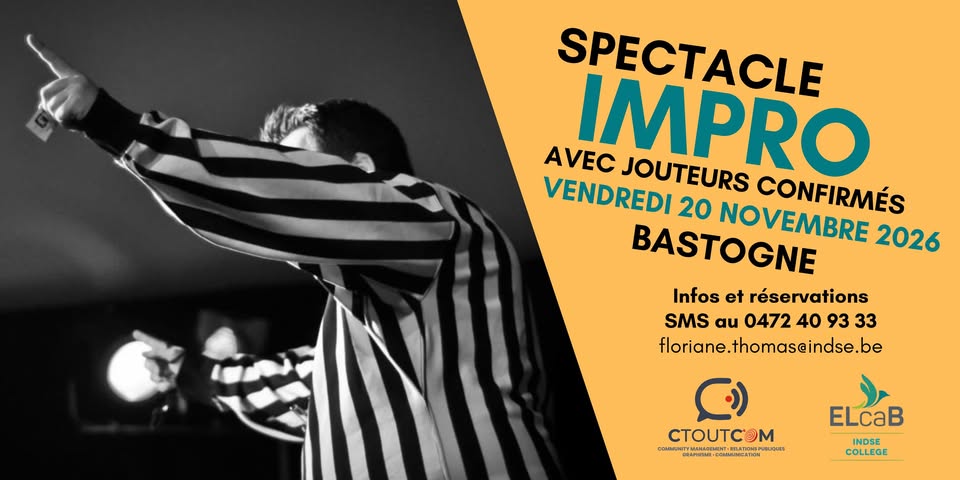 SPECTACLE
IMPRO
AVEC JOUTEURS CONFIRMÉS
VENDREDI 20 NOVEMBRE 2026
BASTOGNE
Infos et réservations
SMS au 0472 40 93 33
floriane.thomas@indse.be
CTOUTCOM
COMMUNITY MANAGEMENT • RELATIONS PUBLIQUES
GRAPHISME • COMMUNICATION
ELcaB
INDSE
COLLEGE